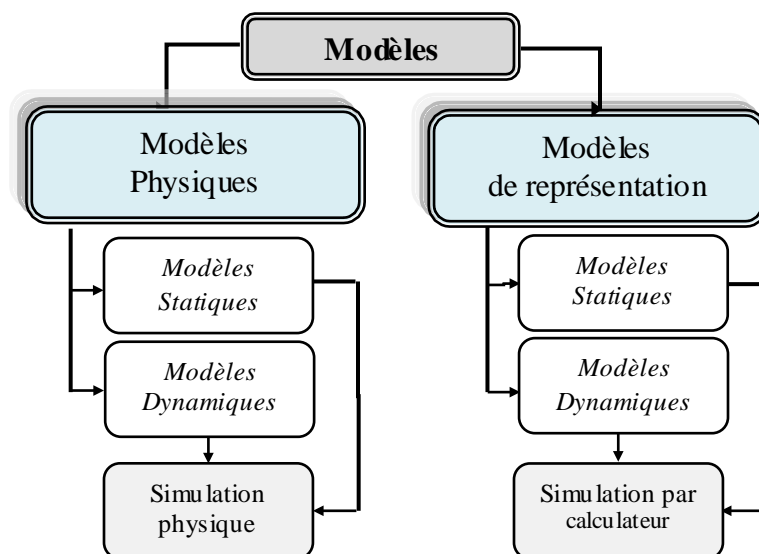 Modèles
Modèles
Physiques
Modèles
Statiques
Modèles
Dynamiques
Simulation
physique
Modèles
de représentation
Modèles
Statiques
Modèles
Dynamiques
Simulation par
calculateur